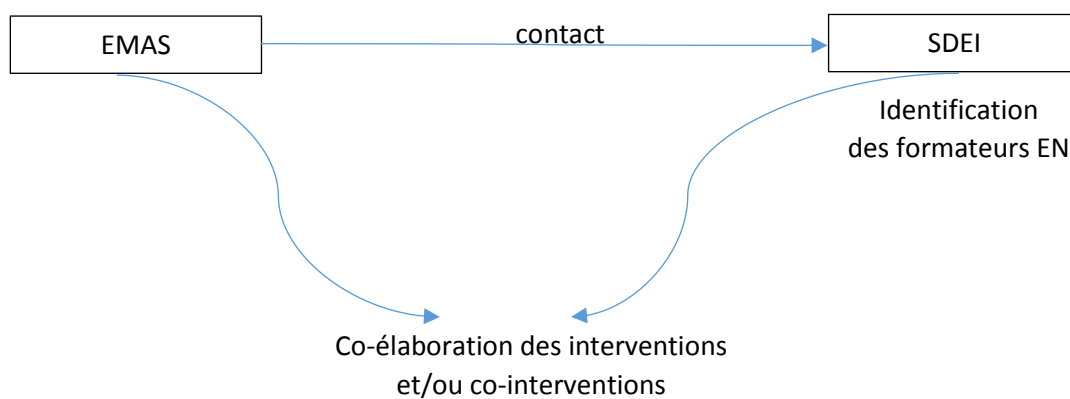 EMAS
contact
SDEI
Identification
des formateurs EN
Co-élaboration des interventions
et/ou co-interventions